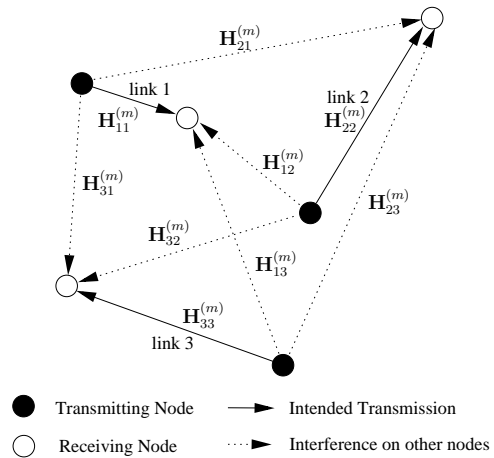 H_{21}^{(m)}
link 1
H_{11}^{(m)}
link 2
H_{22}^{(m)}
H_{12}^{(m)}
H_{31}^{(m)}
H_{23}^{(m)}
H_{32}^{(m)}
H_{13}^{(m)}
H_{33}^{(m)}
link 3
Transmitting Node
Intended Transmission
Receiving Node
Interference on other nodes